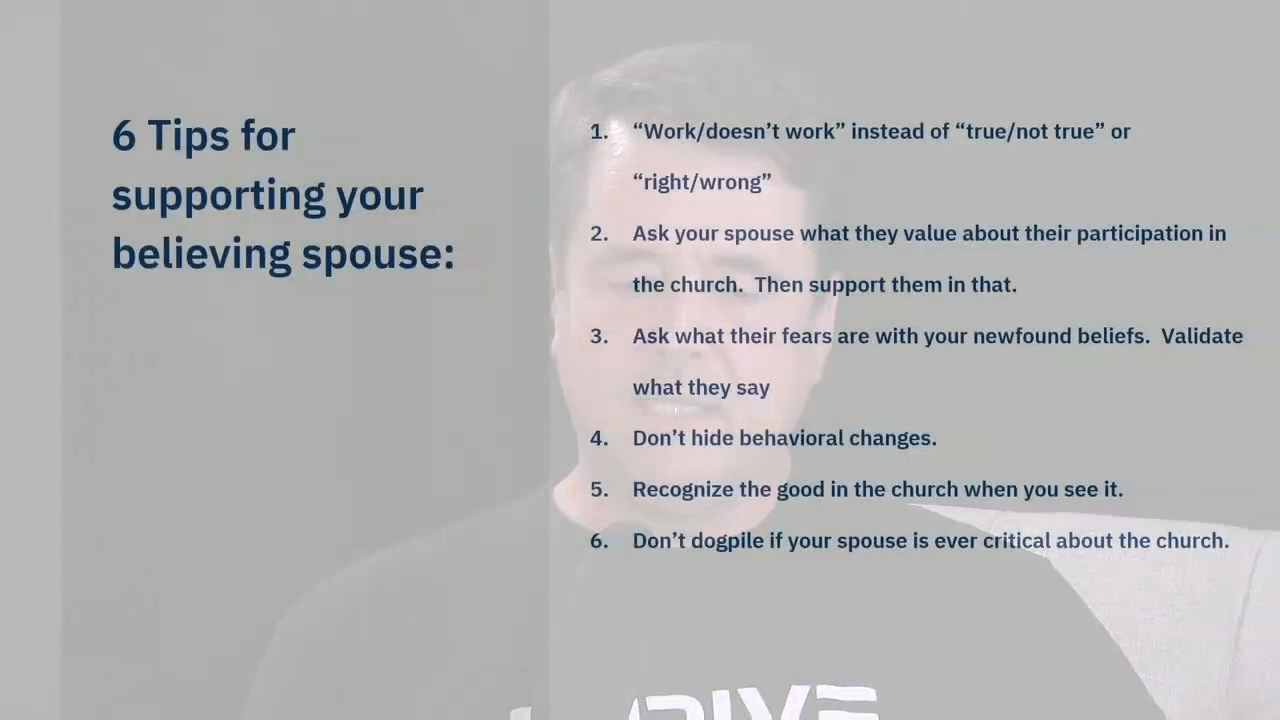 6 Tips for
supporting your
believing spouse:
1. “Work/doesn’t work” instead of “true/not true” or
“right/wrong”
2. Ask your spouse what they value about their participation in
the church.  Then support them in that.
3. Ask what their fears are with your newfound beliefs.  Validate
what they say
4. Don’t hide behavioral changes.
5. Recognize the good in the church when you see it.
6. Don’t dogpile if your spouse is ever critical about the church.